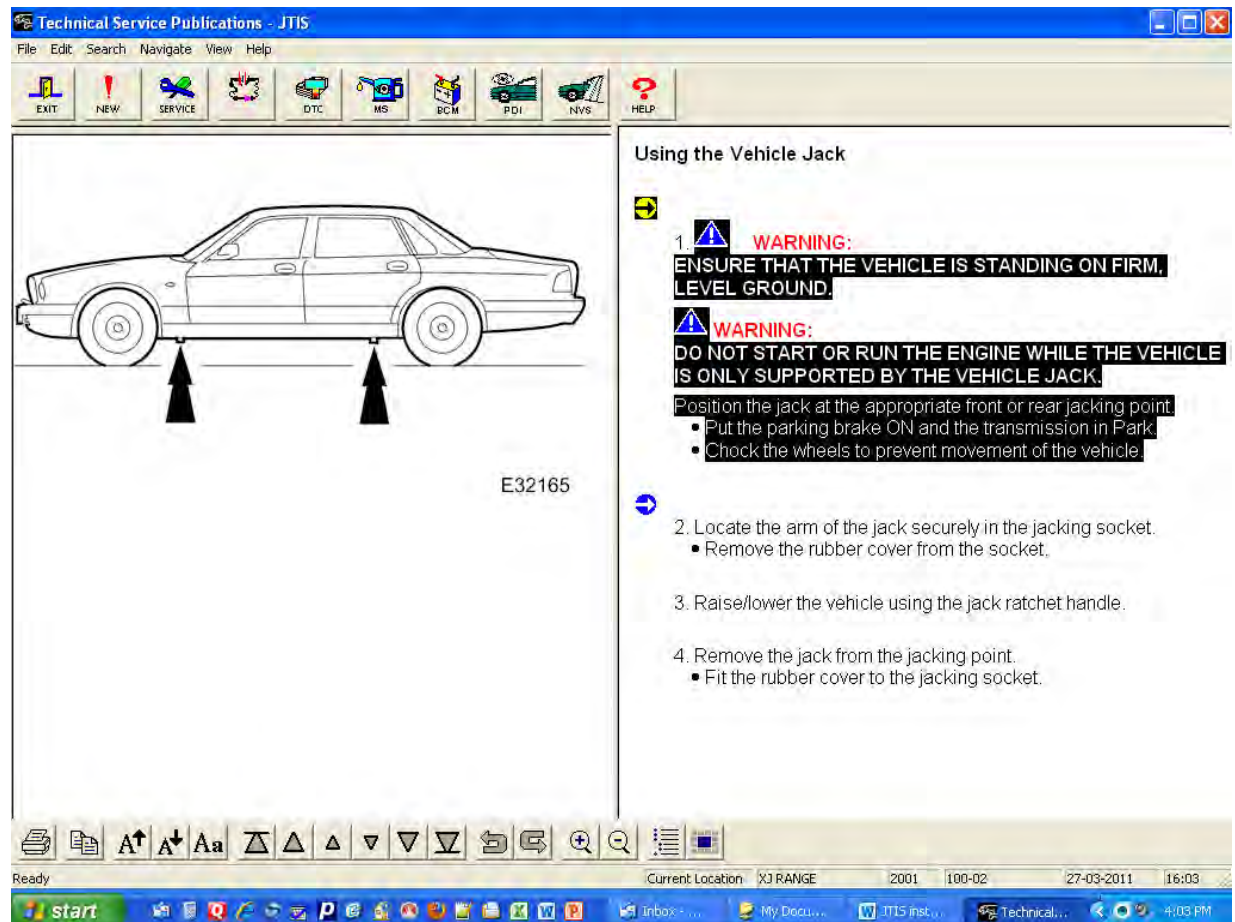 Technical Service Publications - JTIS
File Edit Search Navigate View Help
EXIT NEW SERVICE DTC MS BCM PDI NVS HELP
E32165
Using the Vehicle Jack
1. WARNING:
ENSURE THAT THE VEHICLE IS STANDING ON FIRM,
LEVEL GROUND.
WARNING:
DO NOT START OR RUN THE ENGINE WHILE THE VEHICLE
IS ONLY SUPPORTED BY THE VEHICLE JACK.
Position the jack at the appropriate front or rear jacking point.
• Put the parking brake ON and the transmission in Park.
• Chock the wheels to prevent movement of the vehicle.
2. Locate the arm of the jack securely in the jacking socket.
• Remove the rubber cover from the socket.
3. Raise/lower the vehicle using the jack ratchet handle.
4. Remove the jack from the jacking point.
• Fit the rubber cover to the jacking socket.
A A Aa
Ready Current Location XJ RANGE 2001 100-02 27-03-2011 16:03
start Inbox - ... My Docu... JTIS inst... Technical... 4:03 PM